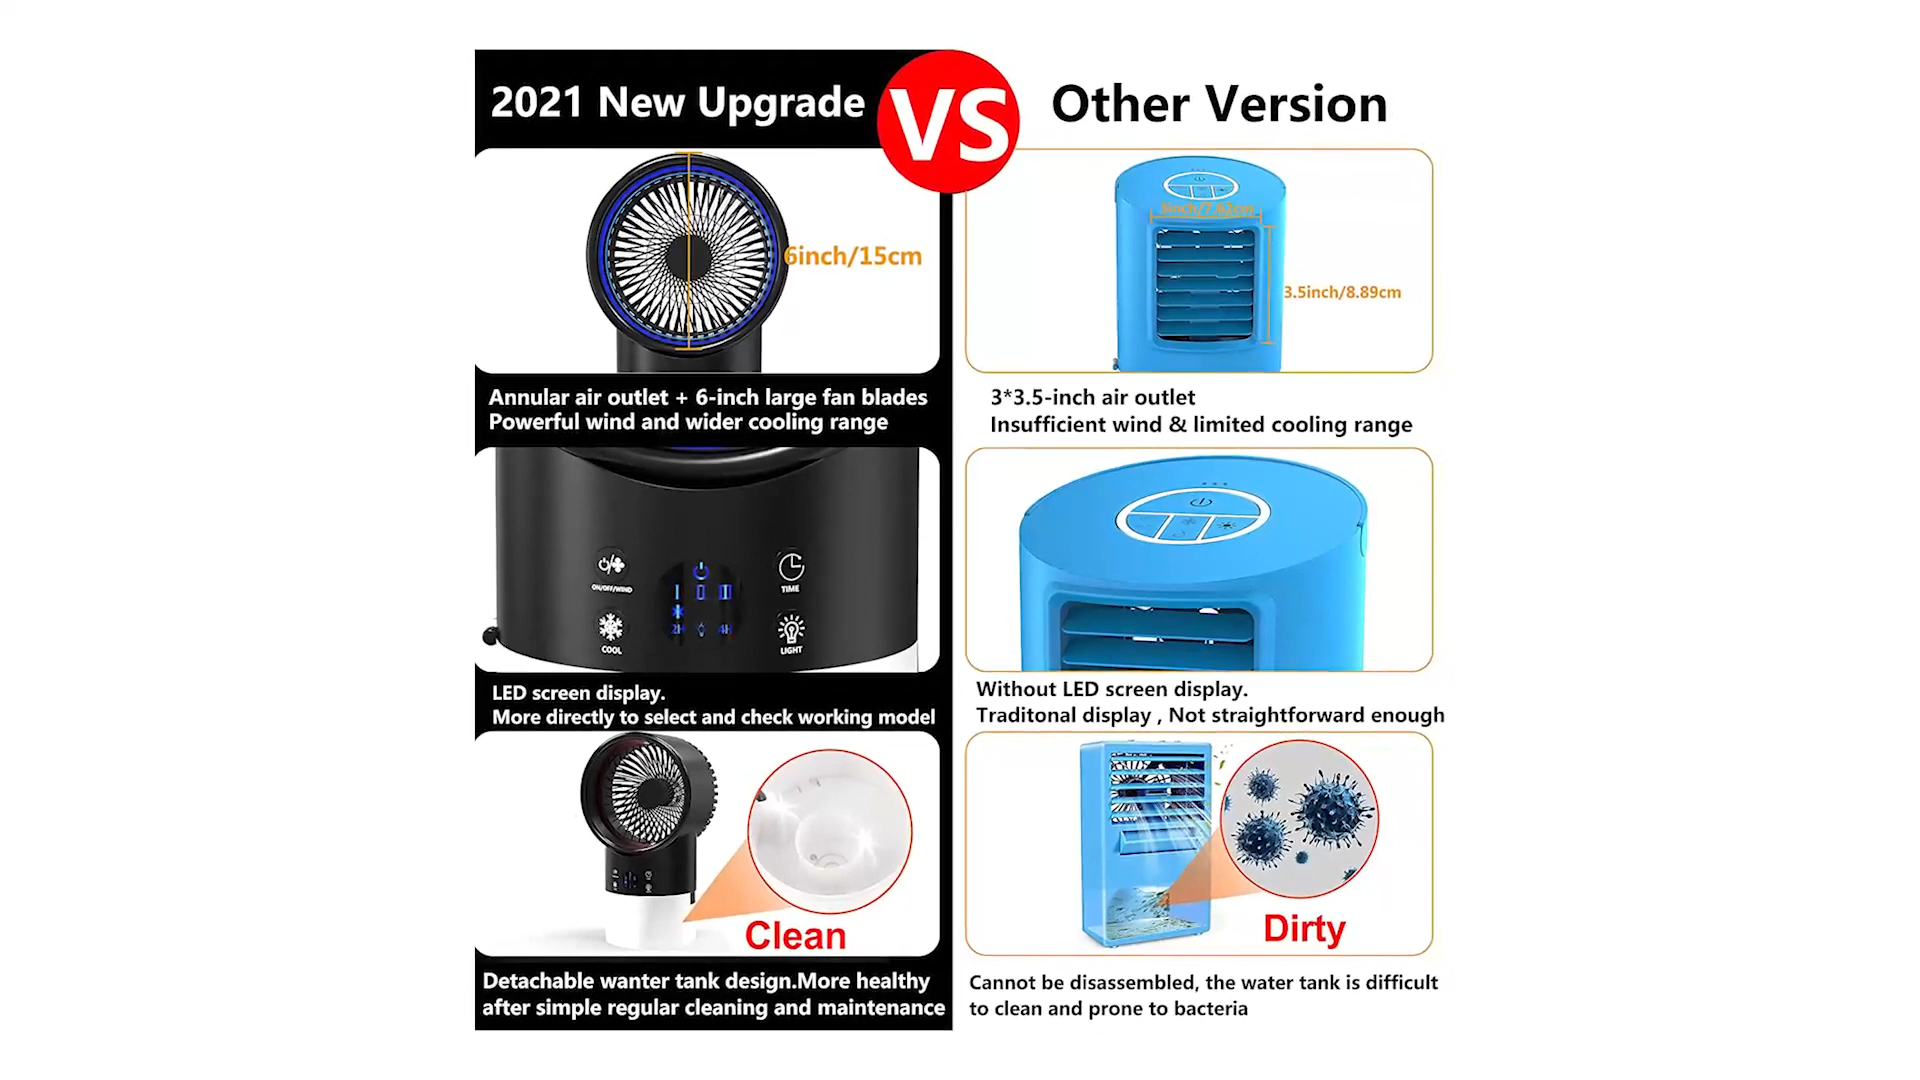 2021 New Upgrade
VS
Other Version
6inch/15cm
3inch/7.62cm
3.5inch/8.89cm
Annular air outlet + 6-inch large fan blades
Powerful wind and wider cooling range
3*3.5-inch air outlet
Insufficient wind & limited cooling range
ON/OFF/WIND
TIME
2H
4H
COOL
LIGHT
LED screen display.
More directly to select and check working model
Without LED screen display.
Traditonal display , Not straightforward enough
Clean
Dirty
Detachable wanter tank design.More healthy
after simple regular cleaning and maintenance
Cannot be disassembled, the water tank is difficult
to clean and prone to bacteria